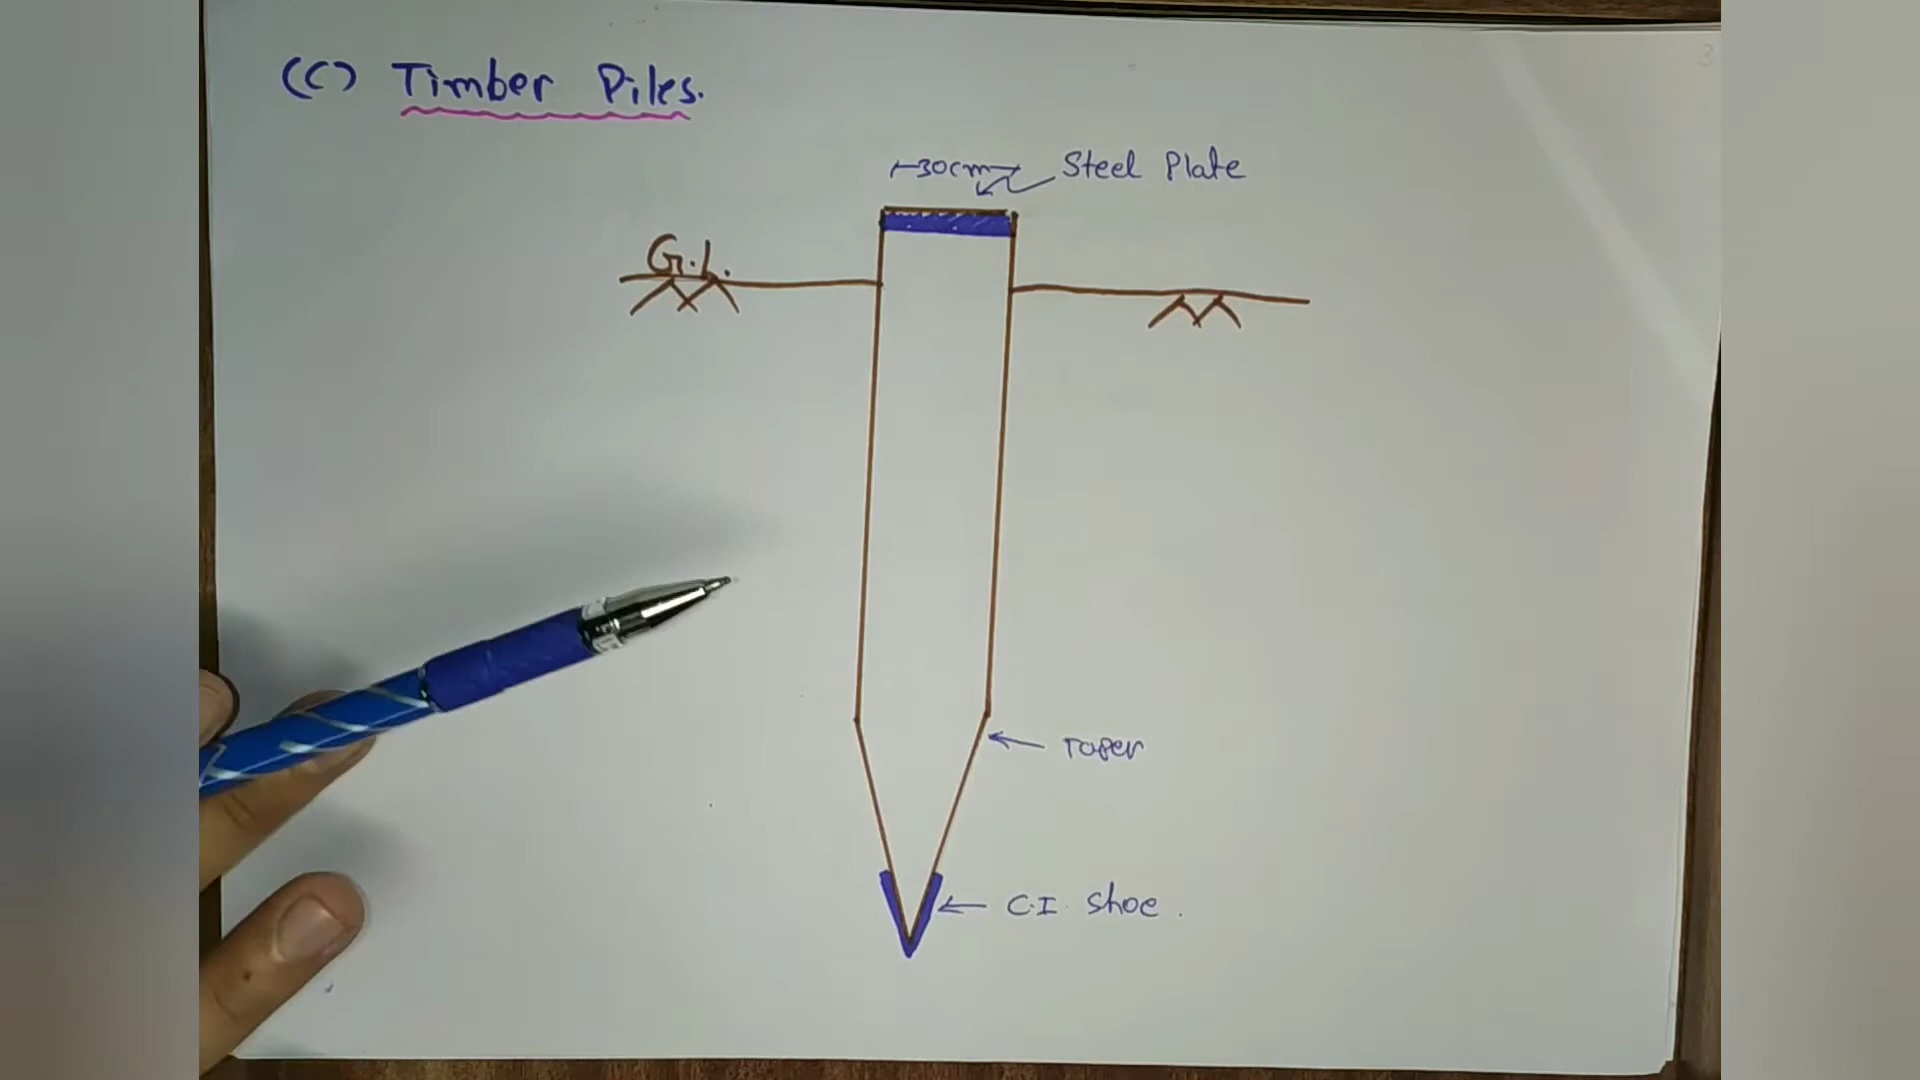 (C) Timber Piles.
30cm
Steel Plate
G.L.
Taper
C.I. Shoe.